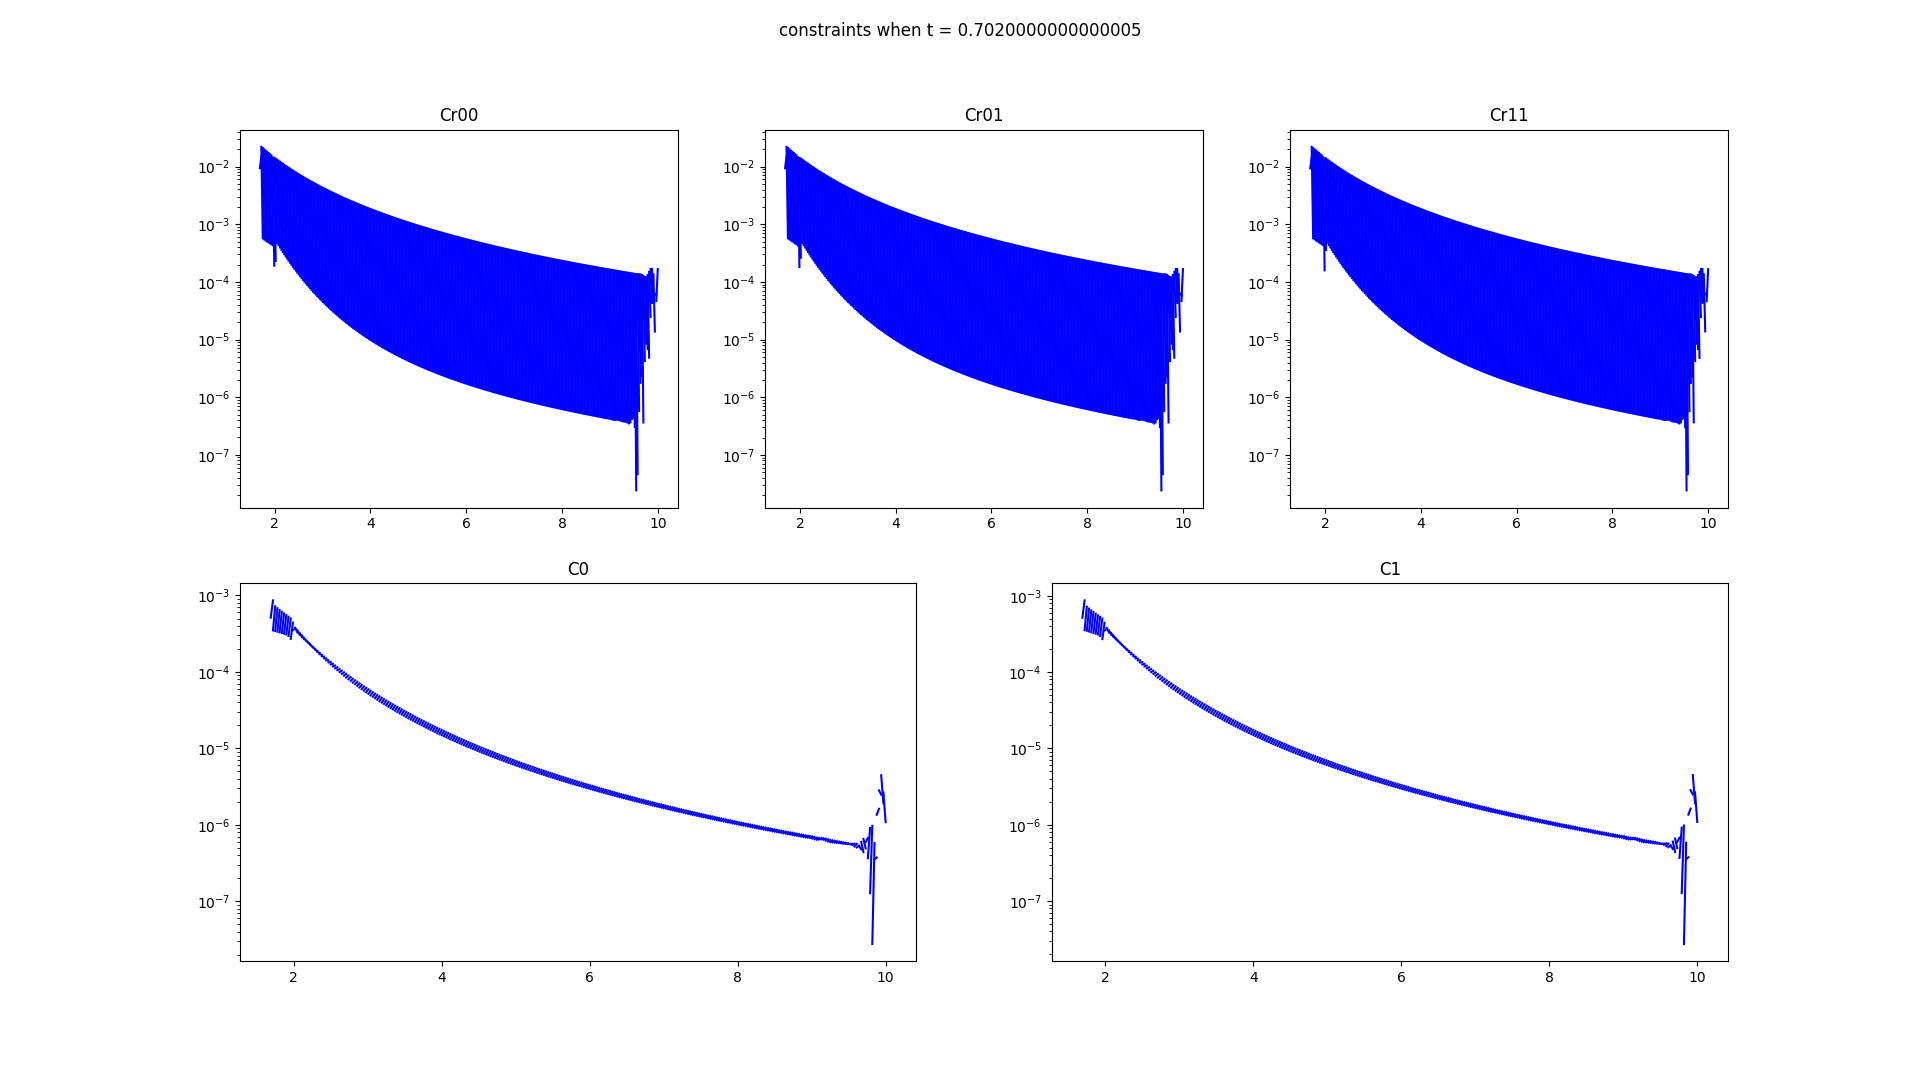 constraints when t = 0.7020000000000005
Cr00 Cr01 Cr11
10⁻² 10⁻² 10⁻²
10⁻³ 10⁻³ 10⁻³
10⁻⁴ 10⁻⁴ 10⁻⁴
10⁻⁵ 10⁻⁵ 10⁻⁵
10⁻⁶ 10⁻⁶ 10⁻⁶
10⁻⁷ 10⁻⁷ 10⁻⁷
2 4 6 8 10 2 4 6 8 10 2 4 6 8 10
C0 C1
10⁻³ 10⁻³
10⁻⁴ 10⁻⁴
10⁻⁵ 10⁻⁵
10⁻⁶ 10⁻⁶
10⁻⁷ 10⁻⁷
2 4 6 8 10 2 4 6 8 10